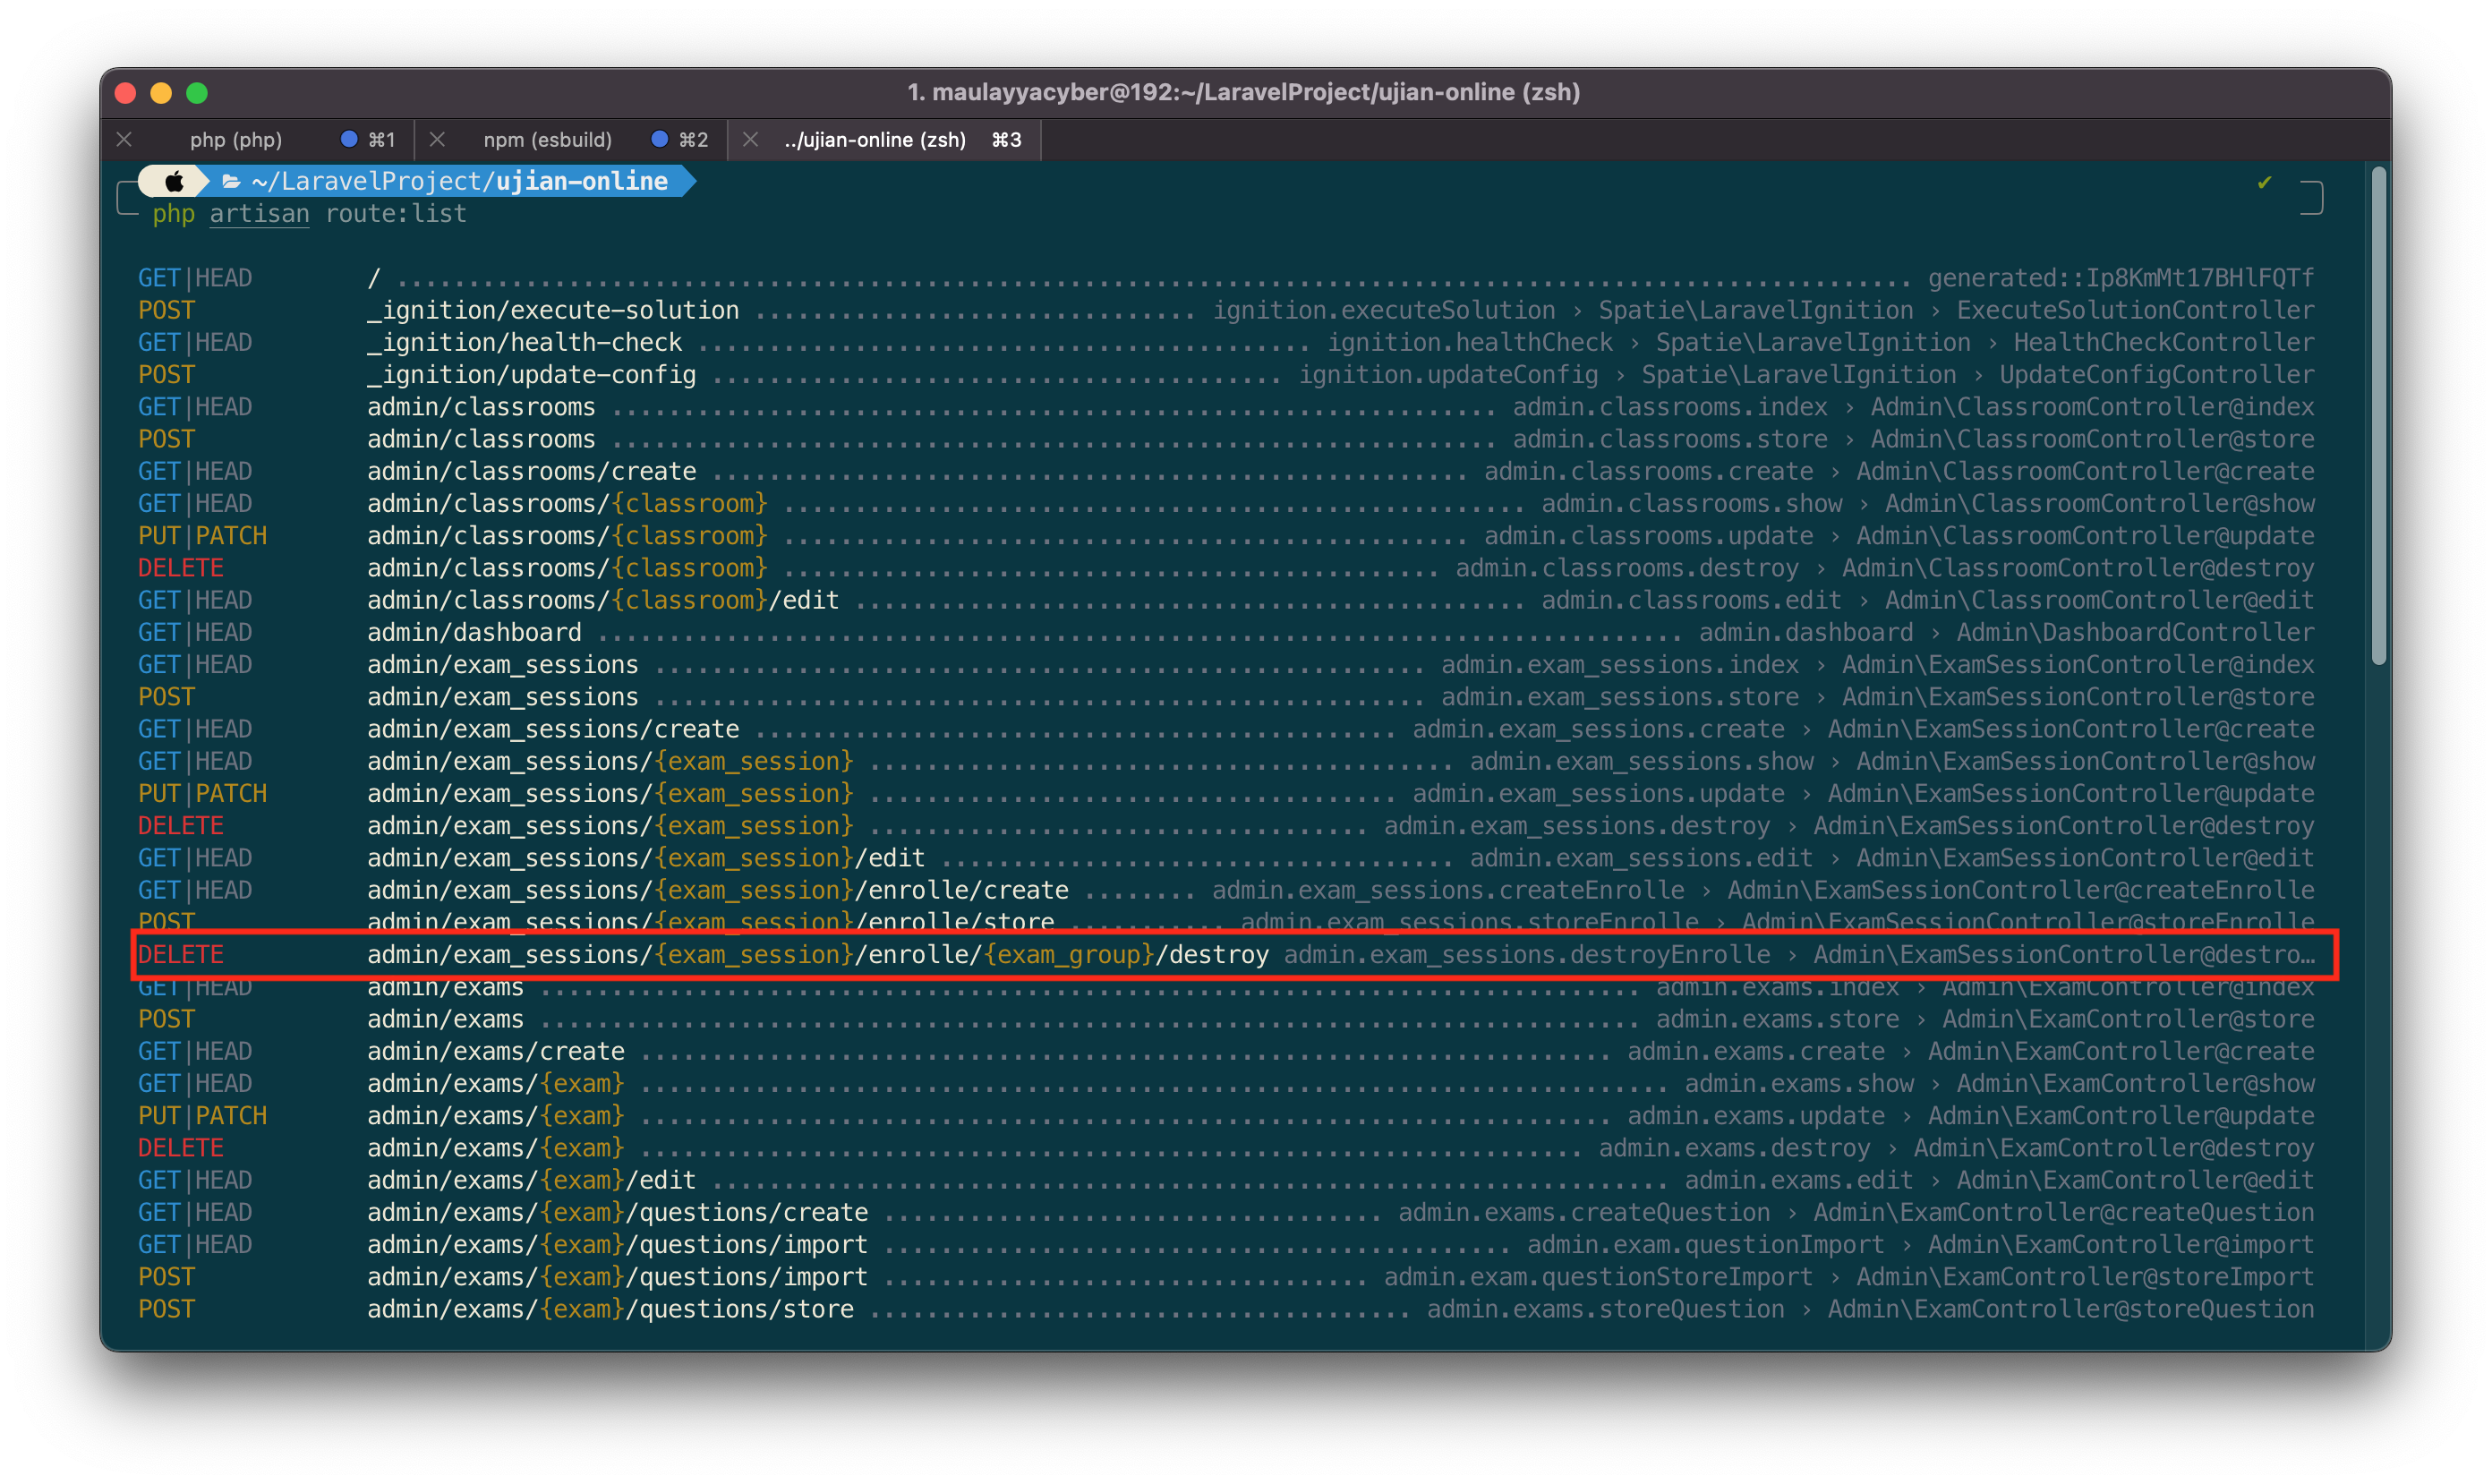 1. maulayyacyber@192:~/LaravelProject/ujian-online (zsh)
php (php) ⌘1 npm (esbuild) ⌘2 ../ujian-online (zsh) ⌘3
~/LaravelProject/ujian-online
php artisan route:list
GET|HEAD / ........ generated::Ip8KmMt17BHlFQTf
POST _ignition/execute-solution ........ ignition.executeSolution › Spatie\LaravelIgnition › ExecuteSolutionController
GET|HEAD _ignition/health-check ........ ignition.healthCheck › Spatie\LaravelIgnition › HealthCheckController
POST _ignition/update-config ........ ignition.updateConfig › Spatie\LaravelIgnition › UpdateConfigController
GET|HEAD admin/classrooms ........ admin.classrooms.index › Admin\ClassroomController@index
POST admin/classrooms ........ admin.classrooms.store › Admin\ClassroomController@store
GET|HEAD admin/classrooms/create ........ admin.classrooms.create › Admin\ClassroomController@create
GET|HEAD admin/classrooms/{classroom} ........ admin.classrooms.show › Admin\ClassroomController@show
PUT|PATCH admin/classrooms/{classroom} ........ admin.classrooms.update › Admin\ClassroomController@update
DELETE admin/classrooms/{classroom} ........ admin.classrooms.destroy › Admin\ClassroomController@destroy
GET|HEAD admin/classrooms/{classroom}/edit ........ admin.classrooms.edit › Admin\ClassroomController@edit
GET|HEAD admin/dashboard ........ admin.dashboard › Admin\DashboardController
GET|HEAD admin/exam_sessions ........ admin.exam_sessions.index › Admin\ExamSessionController@index
POST admin/exam_sessions ........ admin.exam_sessions.store › Admin\ExamSessionController@store
GET|HEAD admin/exam_sessions/create ........ admin.exam_sessions.create › Admin\ExamSessionController@create
GET|HEAD admin/exam_sessions/{exam_session} ........ admin.exam_sessions.show › Admin\ExamSessionController@show
PUT|PATCH admin/exam_sessions/{exam_session} ........ admin.exam_sessions.update › Admin\ExamSessionController@update
DELETE admin/exam_sessions/{exam_session} ........ admin.exam_sessions.destroy › Admin\ExamSessionController@destroy
GET|HEAD admin/exam_sessions/{exam_session}/edit ........ admin.exam_sessions.edit › Admin\ExamSessionController@edit
GET|HEAD admin/exam_sessions/{exam_session}/enrolle/create ........ admin.exam_sessions.createEnrolle › Admin\ExamSessionController@createEnrolle
POST admin/exam_sessions/{exam_session}/enrolle/store ........ admin.exam_sessions.storeEnrolle › Admin\ExamSessionController@storeEnrolle
DELETE admin/exam_sessions/{exam_session}/enrolle/{exam_group}/destroy admin.exam_sessions.destroyEnrolle › Admin\ExamSessionController@destro…
GET|HEAD admin/exams ........ admin.exams.index › Admin\ExamController@index
POST admin/exams ........ admin.exams.store › Admin\ExamController@store
GET|HEAD admin/exams/create ........ admin.exams.create › Admin\ExamController@create
GET|HEAD admin/exams/{exam} ........ admin.exams.show › Admin\ExamController@show
PUT|PATCH admin/exams/{exam} ........ admin.exams.update › Admin\ExamController@update
DELETE admin/exams/{exam} ........ admin.exams.destroy › Admin\ExamController@destroy
GET|HEAD admin/exams/{exam}/edit ........ admin.exams.edit › Admin\ExamController@edit
GET|HEAD admin/exams/{exam}/questions/create ........ admin.exams.createQuestion › Admin\ExamController@createQuestion
GET|HEAD admin/exams/{exam}/questions/import ........ admin.exam.questionImport › Admin\ExamController@import
POST admin/exams/{exam}/questions/import ........ admin.exam.questionStoreImport › Admin\ExamController@storeImport
POST admin/exams/{exam}/questions/store ........ admin.exams.storeQuestion › Admin\ExamController@storeQuestion